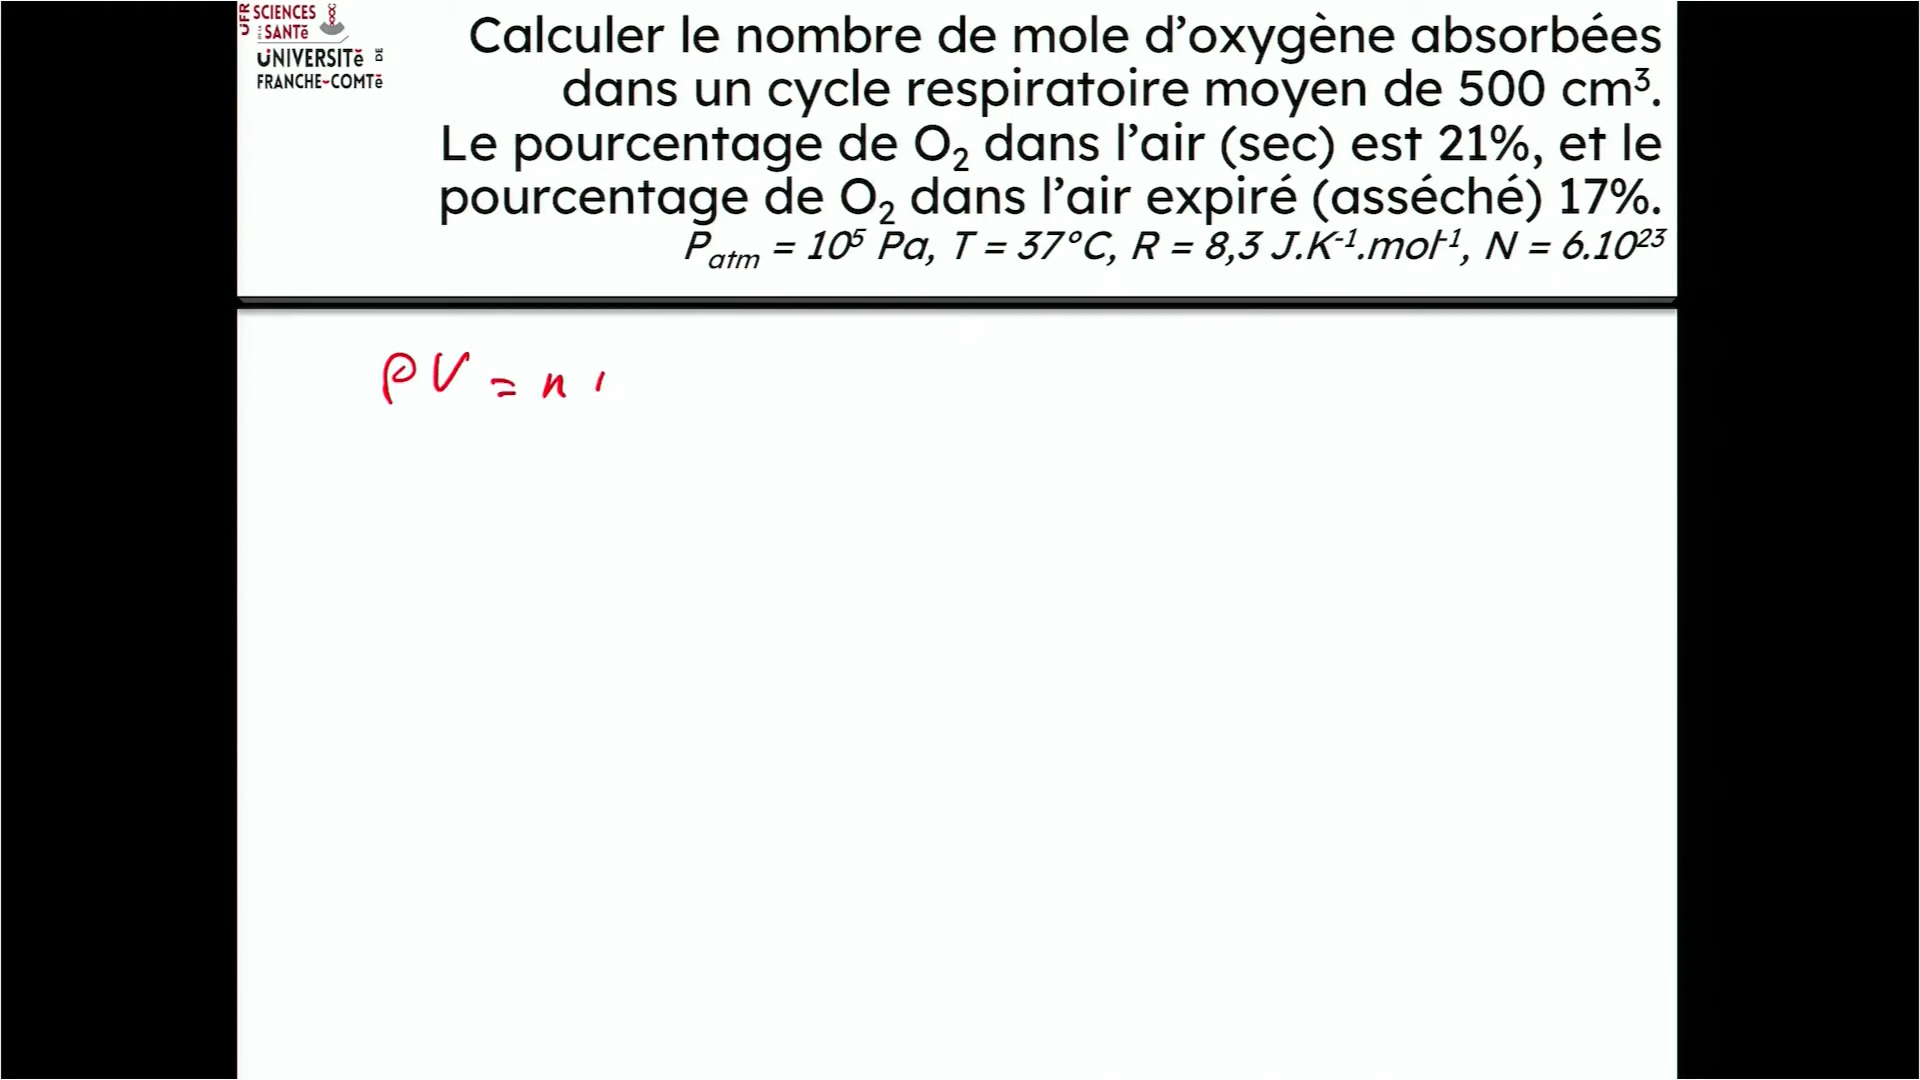 UFR SCIENCES
DE LA SANTé
UNIVERSITé DE
FRANCHE-COMTé
Calculer le nombre de mole d’oxygène absorbées
dans un cycle respiratoire moyen de 500 cm³.
Le pourcentage de O₂ dans l’air (sec) est 21%, et le
pourcentage de O₂ dans l’air expiré (asséché) 17%.
Pₐₜₘ = 10⁵ Pa, T = 37°C, R = 8,3 J.K⁻¹.mol⁻¹, N = 6.10²³
PV = n